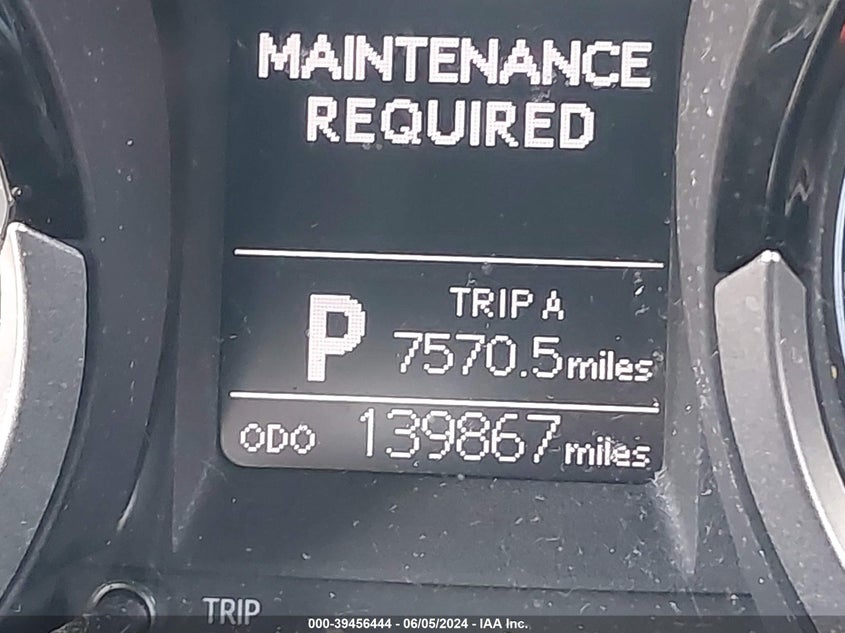 MAINTENANCE
REQUIRED
P
TRIP A
7570.5 miles
ODO 139867 miles
TRIP
000-39456444 - 06/05/2024 - IAA Inc.